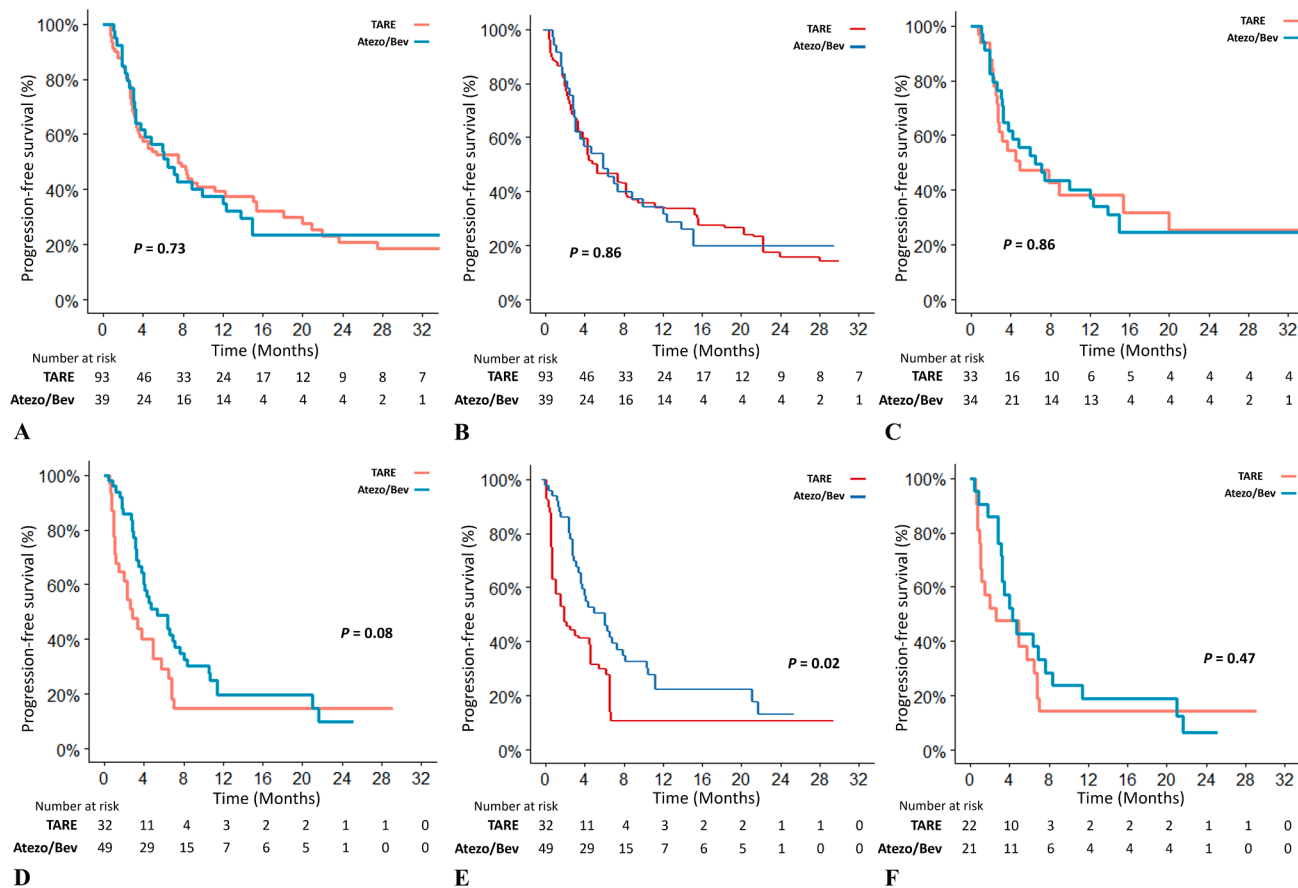 TARE
Atezo/Bev
Progression-free survival (%)
100%
80%
60%
40%
20%
0%
P = 0.73
0 4 8 12 16 20 24 28 32
Time (Months)
Number at risk
TARE 93 46 33 24 17 12 9 8 7
Atezo/Bev 39 24 16 14 4 4 4 2 1
A
TARE
Atezo/Bev
Progression-free survival (%)
100%
80%
60%
40%
20%
0%
P = 0.86
0 4 8 12 16 20 24 28 32
Time (Months)
Number at risk
TARE 93 46 33 24 17 12 9 8 7
Atezo/Bev 39 24 16 14 4 4 4 2 1
B
TARE
Atezo/Bev
Progression-free survival (%)
100%
80%
60%
40%
20%
0%
P = 0.86
0 4 8 12 16 20 24 28 32
Time (Months)
Number at risk
TARE 33 16 10 6 5 4 4 4 4
Atezo/Bev 34 21 14 13 4 4 4 2 1
C
TARE
Atezo/Bev
Progression-free survival (%)
100%
80%
60%
40%
20%
0%
P = 0.08
0 4 8 12 16 20 24 28 32
Time (Months)
Number at risk
TARE 32 11 4 3 2 2 1 1 0
Atezo/Bev 49 29 15 7 6 5 1 0 0
D
TARE
Atezo/Bev
Progression-free survival (%)
100%
80%
60%
40%
20%
0%
P = 0.02
0 4 8 12 16 20 24 28 32
Time (Months)
Number at risk
TARE 32 11 4 3 2 2 1 1 0
Atezo/Bev 49 29 15 7 6 5 1 0 0
E
TARE
Atezo/Bev
Progression-free survival (%)
100%
80%
60%
40%
20%
0%
P = 0.47
0 4 8 12 16 20 24 28 32
Time (Months)
Number at risk
TARE 22 10 3 2 2 2 1 1 0
Atezo/Bev 21 11 6 4 4 4 1 0 0
F